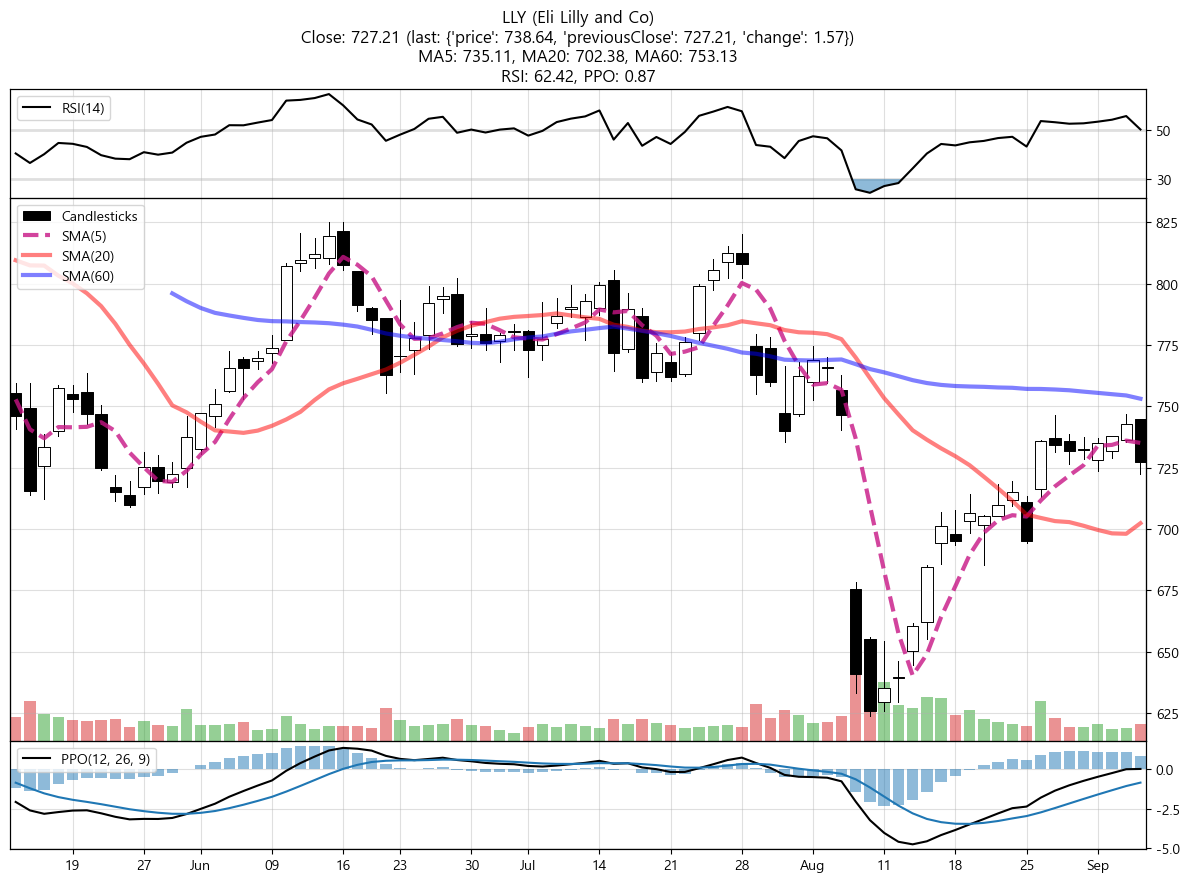 LLY (Eli Lilly and Co)
Close: 727.21 (last: {'price': 738.64, 'previousClose': 727.21, 'change': 1.57})
MA5: 735.11, MA20: 702.38, MA60: 753.13
RSI: 62.42, PPO: 0.87
RSI(14)
50
30
Candlesticks
SMA(5)
SMA(20)
SMA(60)
825
800
775
750
725
700
675
650
625
PPO(12, 26, 9)
0.0
-2.5
-5.0
19 27 Jun 09 16 23 30 Jul 14 21 28 Aug 11 18 25 Sep